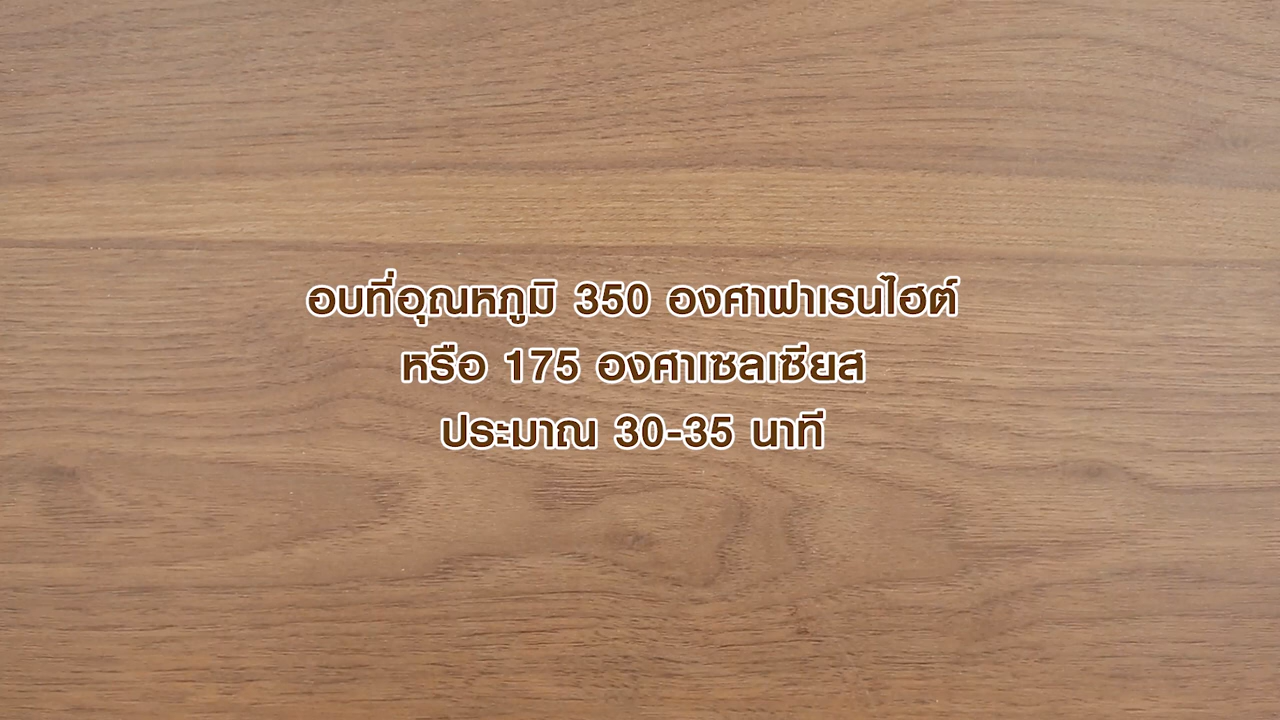 อบที่อุณหภูมิ 350 องศาฟาเรนไฮต์
หรือ 175 องศาเซลเซียส
ประมาณ 30-35 นาที